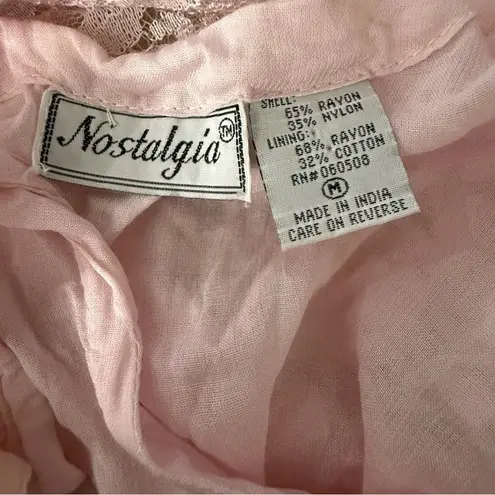 Nostalgia TM
SHELL:
65% RAYON
35% NYLON
LINING:
68% RAYON
32% COTTON
RN# 060508
M
MADE IN INDIA
CARE ON REVERSE